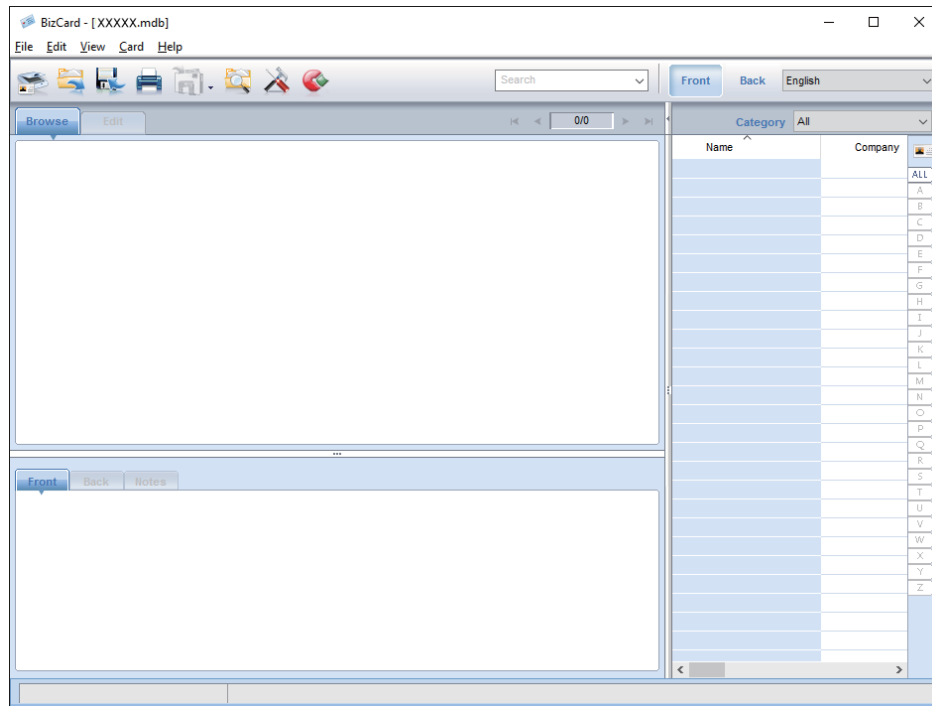 BizCard - [ XXXXX.mdb]
File Edit View Card Help
Search
Front Back English
Browse Edit 0/0 Category All
Name Company
ALL
A
B
C
D
E
F
G
H
I
J
K
L
M
N
O
P
Q
R
S
T
U
V
W
X
Y
Z
Front Back Notes